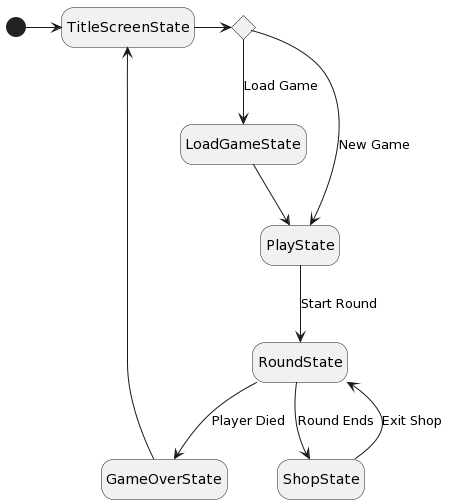 TitleScreenState
Load Game
LoadGameState
New Game
PlayState
Start Round
RoundState
Player Died
Round Ends
Exit Shop
GameOverState
ShopState